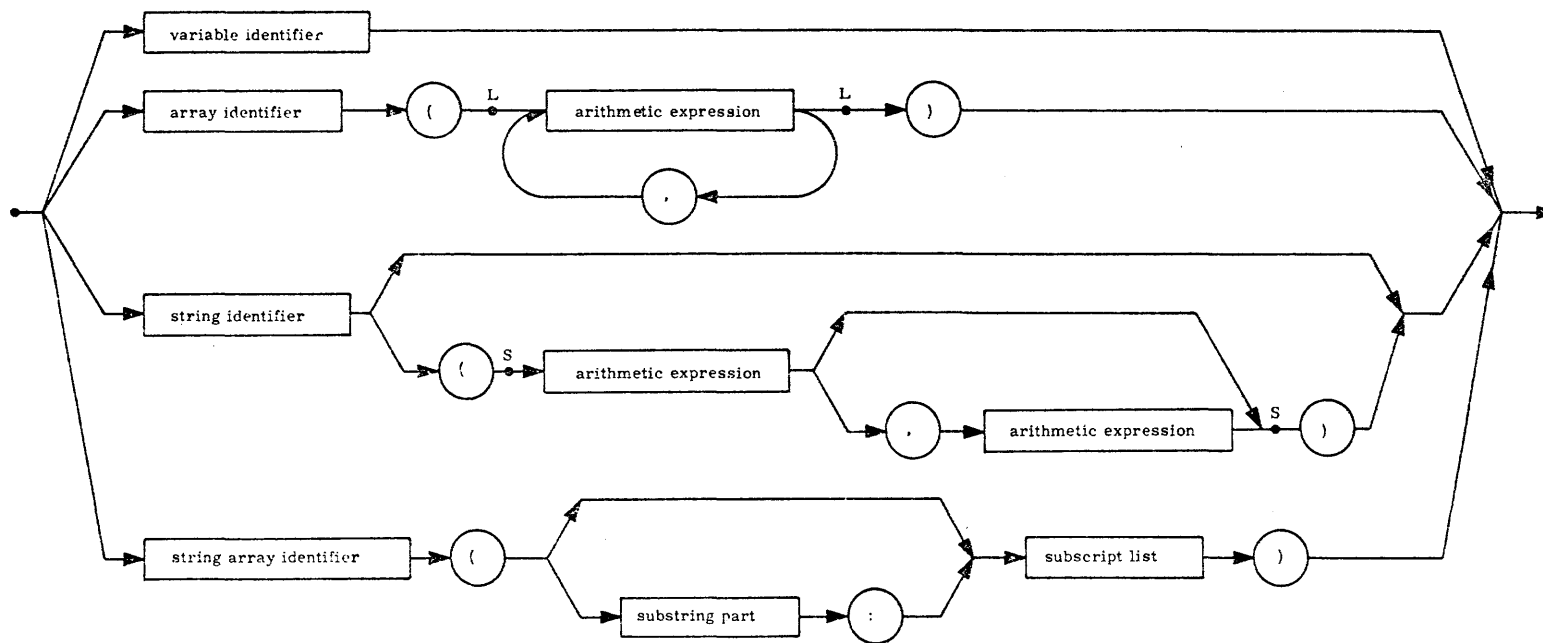 variable identifier
array identifier
(
L
arithmetic expression
L
)
,
string identifier
(
S
arithmetic expression
,
arithmetic expression
S
)
string array identifier
(
substring part
:
subscript list
)